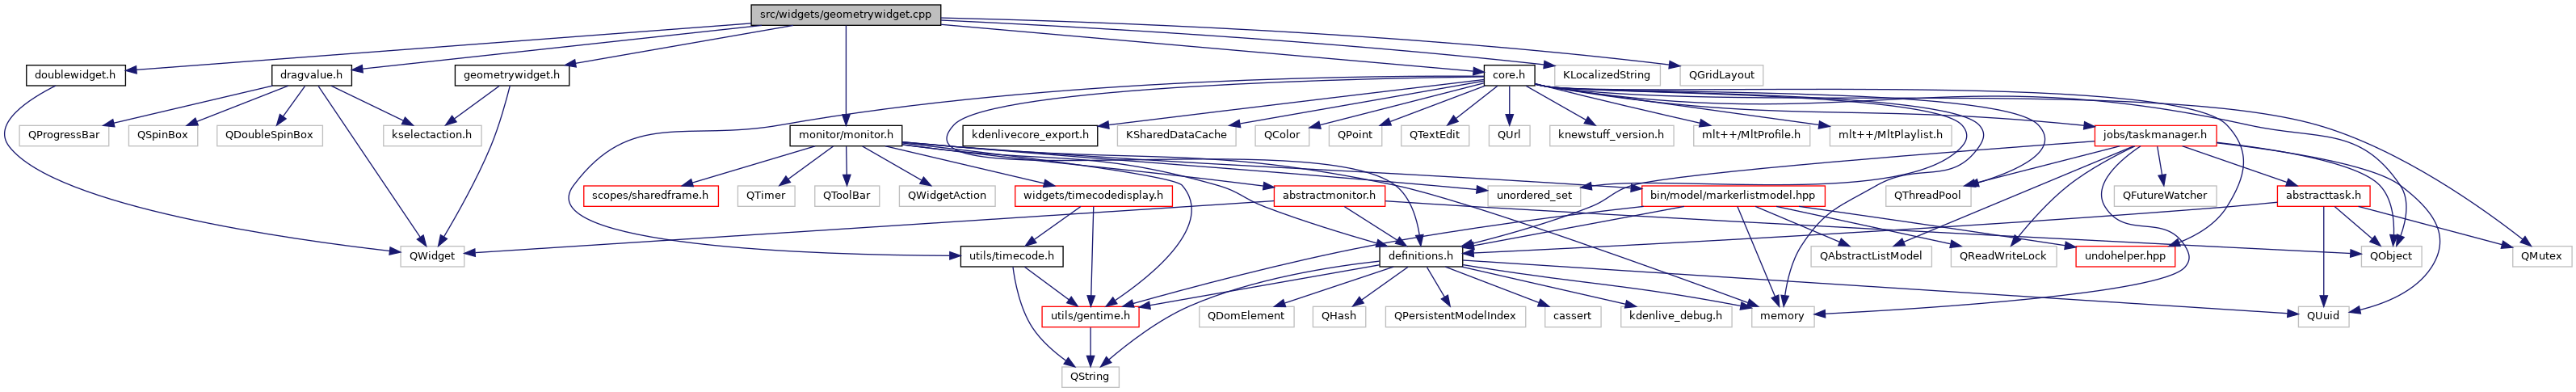 src/widgets/geometrywidget.cpp
doublewidget.h
dragvalue.h
geometrywidget.h
core.h
KLocalizedString
QGridLayout
QProgressBar
QSpinBox
QDoubleSpinBox
kselectaction.h
monitor/monitor.h
kdenlivecore_export.h
KSharedDataCache
QColor
QPoint
QTextEdit
QUrl
knewstuff_version.h
mlt++/MltProfile.h
mlt++/MltPlaylist.h
jobs/taskmanager.h
scopes/sharedframe.h
QTimer
QToolBar
QWidgetAction
widgets/timecodedisplay.h
abstractmonitor.h
unordered_set
bin/model/markerlistmodel.hpp
QThreadPool
QFutureWatcher
abstracttask.h
QWidget
utils/timecode.h
definitions.h
QAbstractListModel
QReadWriteLock
undohelper.hpp
QObject
QMutex
utils/gentime.h
QDomElement
QHash
QPersistentModelIndex
cassert
kdenlive_debug.h
memory
QUuid
QString